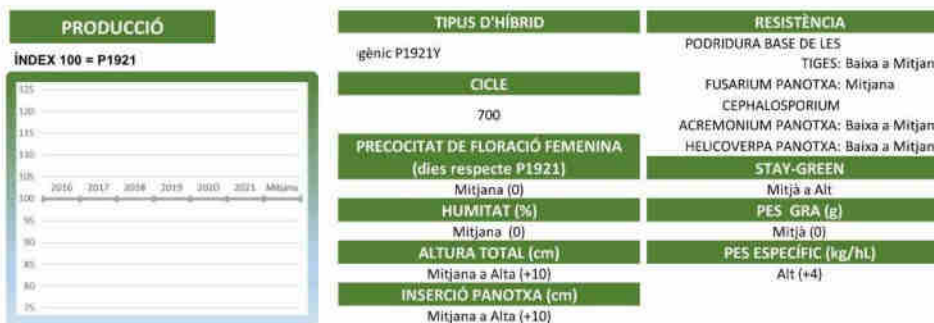 PRODUCCIÓ
ÍNDEX 100 = P1921
125
120
115
110
105
2016 2017 2018 2019 2020 2021 Mitjana
100
95
90
85
80
75
TIPUS D'HÍBRID
gènic P1921Y
CICLE
700
PRECOCITAT DE FLORACIÓ FEMENINA
(dies respecte P1921)
Mitjana (0)
HUMITAT (%)
Mitjana (0)
ALTURA TOTAL (cm)
Mitjana a Alta (+10)
INSERCIÓ PANOTXA (cm)
Mitjana a Alta (+10)
RESISTÈNCIA
PODRIDURA BASE DE LES
TIGES: Baixa a Mitjan
FUSARIUM PANOTXA: Mitjana
CEPHALOSPORIUM
ACREMONIUM PANOTXA: Baixa a Mitjan
HELICOVERPA PANOTXA: Baixa a Mitjan
STAY-GREEN
Mitjà a Alt
PES GRA (g)
Mitjà (0)
PES ESPECÍFIC (kg/hL)
Alt (+4)